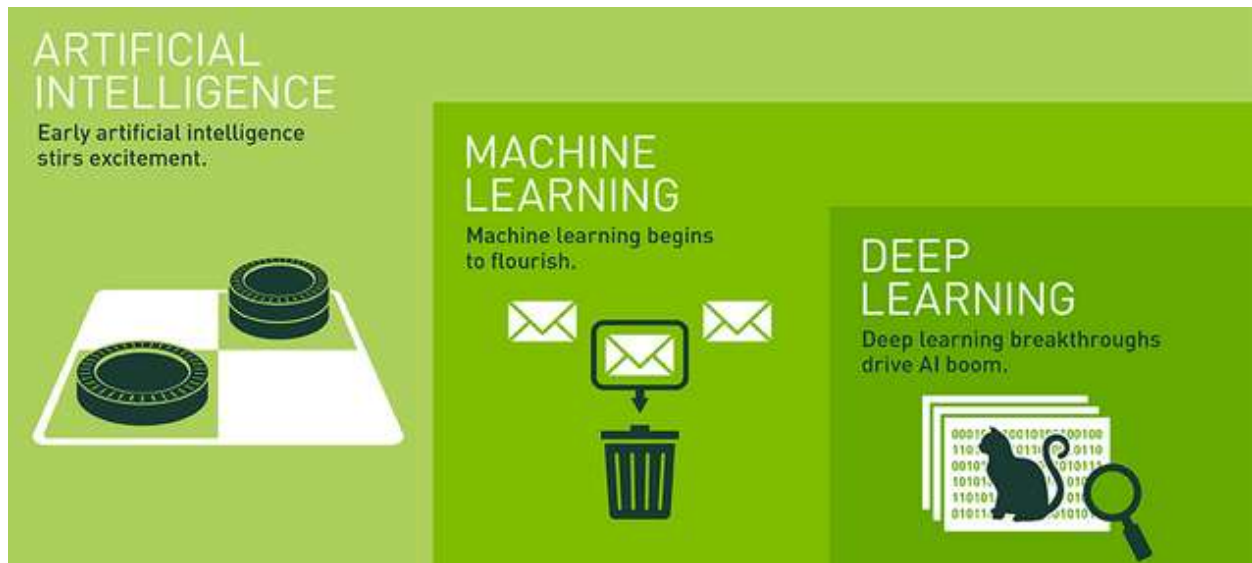 ARTIFICIAL
INTELLIGENCE
Early artificial intelligence
stirs excitement.
MACHINE
LEARNING
Machine learning begins
to flourish.
DEEP
LEARNING
Deep learning breakthroughs
drive AI boom.